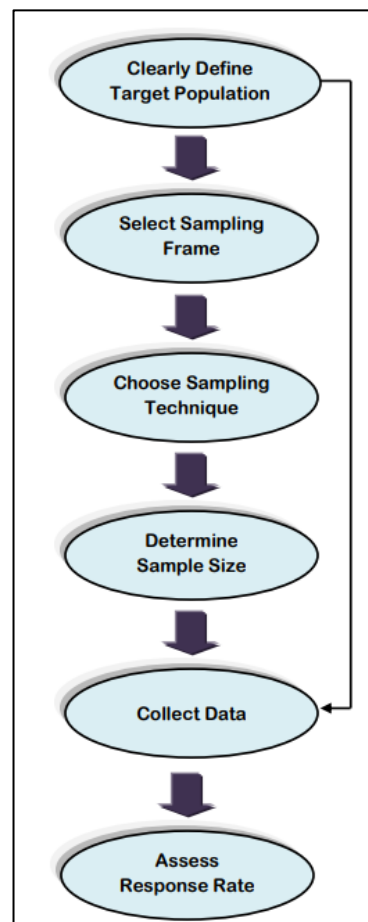 Clearly Define
Target Population
Select Sampling
Frame
Choose Sampling
Technique
Determine
Sample Size
Collect Data
Assess
Response Rate